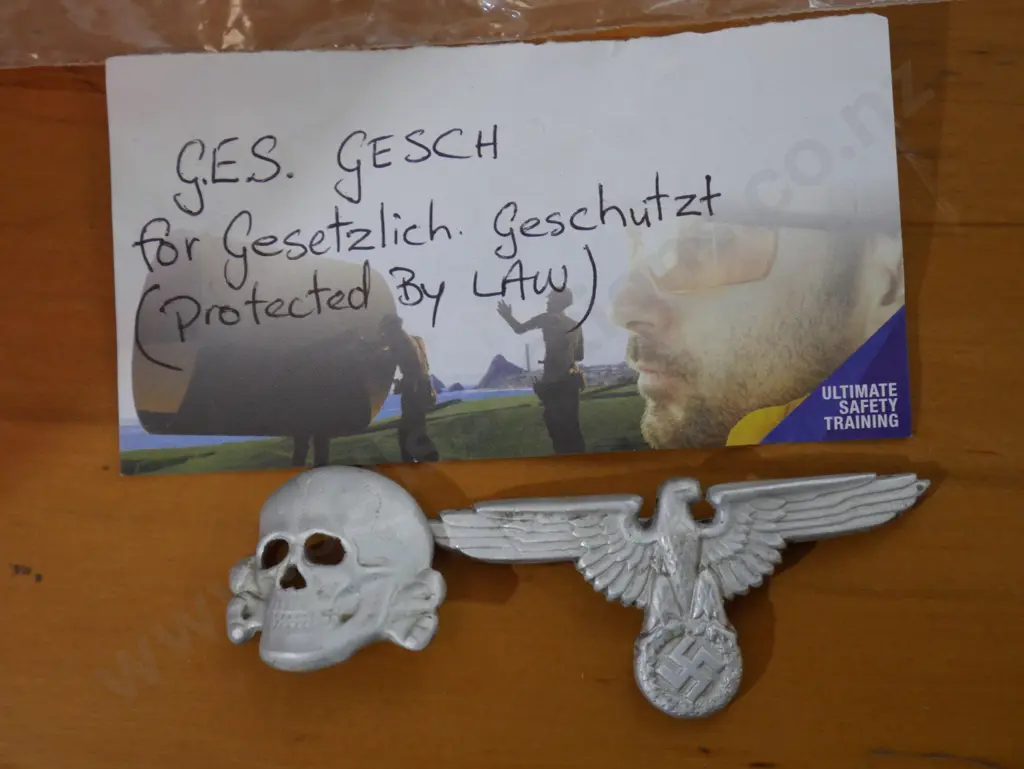 G.E.S. GESCH
for Gesetzlich. Geschutzt
(Protected By LAW)
ULTIMATE
SAFETY
TRAINING